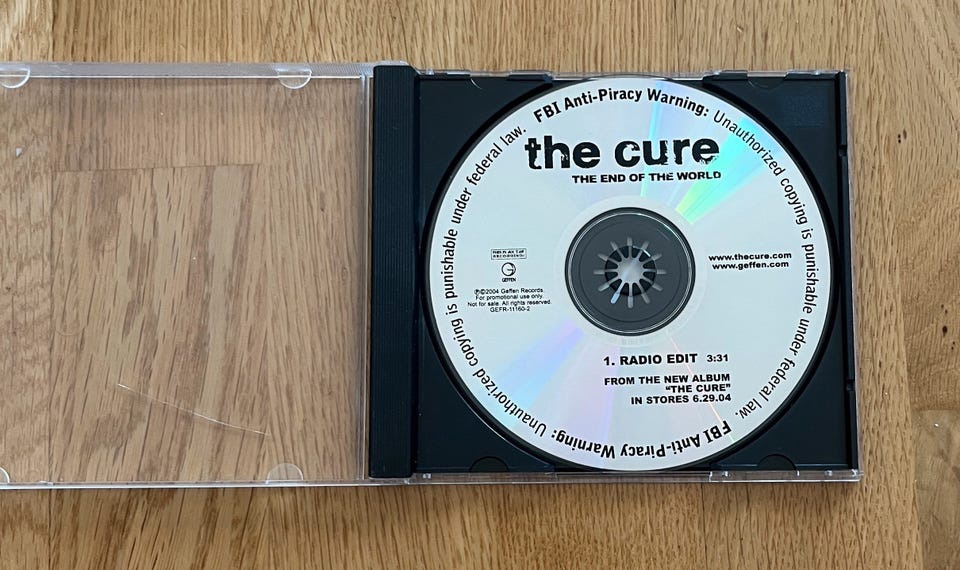 FBI Anti-Piracy Warning: Unauthorized copying is punishable under federal law.
FBI Anti-Piracy Warning: Unauthorized copying is punishable under federal law.
the cure
THE END OF THE WORLD
GEFFEN
℗©2004 Geffen Records.
For promotional use only.
Not for sale. All rights reserved.
GEFR-11160-2
www.thecure.com
www.geffen.com
1. RADIO EDIT 3:31
FROM THE NEW ALBUM
"THE CURE"
IN STORES 6.29.04